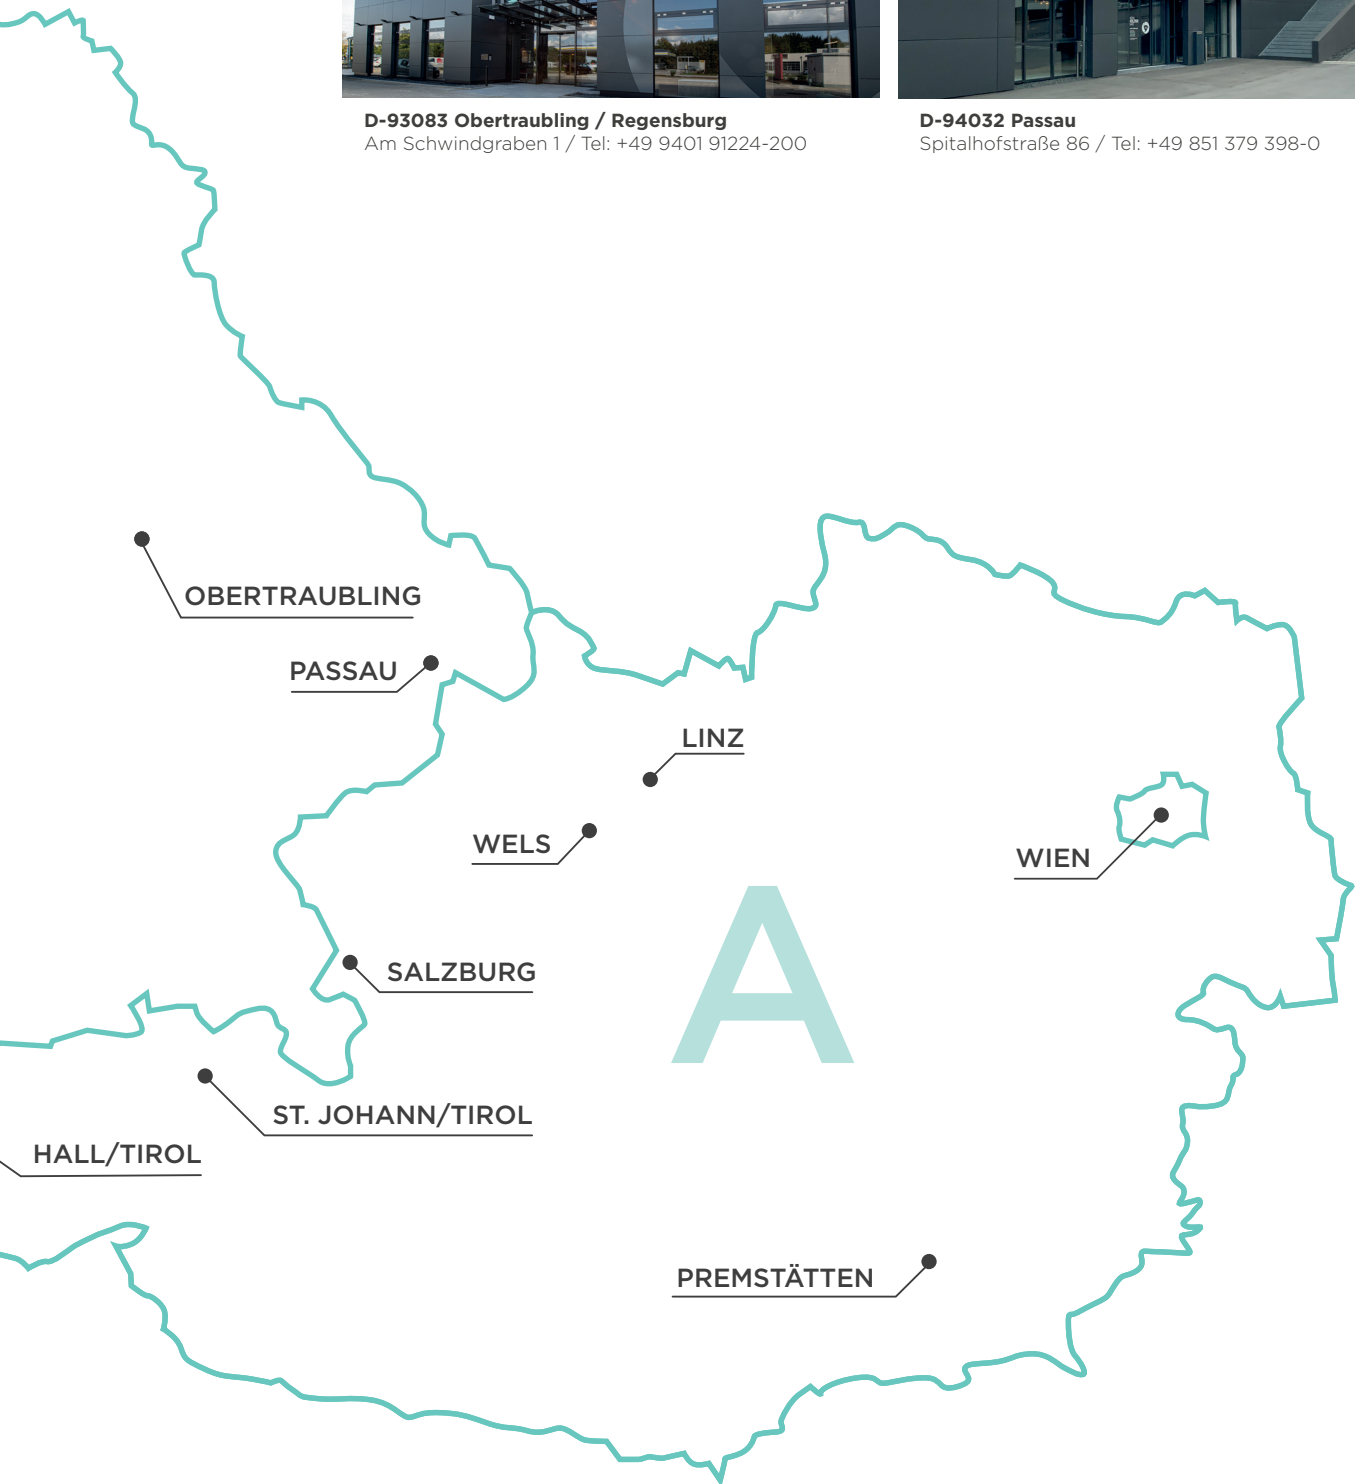 D-93083 Obertraubling / Regensburg
Am Schwindgraben 1 / Tel: +49 9401 91224-200
D-94032 Passau
Spitalhofstraße 86 / Tel: +49 851 379 398-0
OBERTRAUBLING
PASSAU
LINZ
WELS
WIEN
A
SALZBURG
ST. JOHANN/TIROL
HALL/TIROL
PREMSTÄTTEN